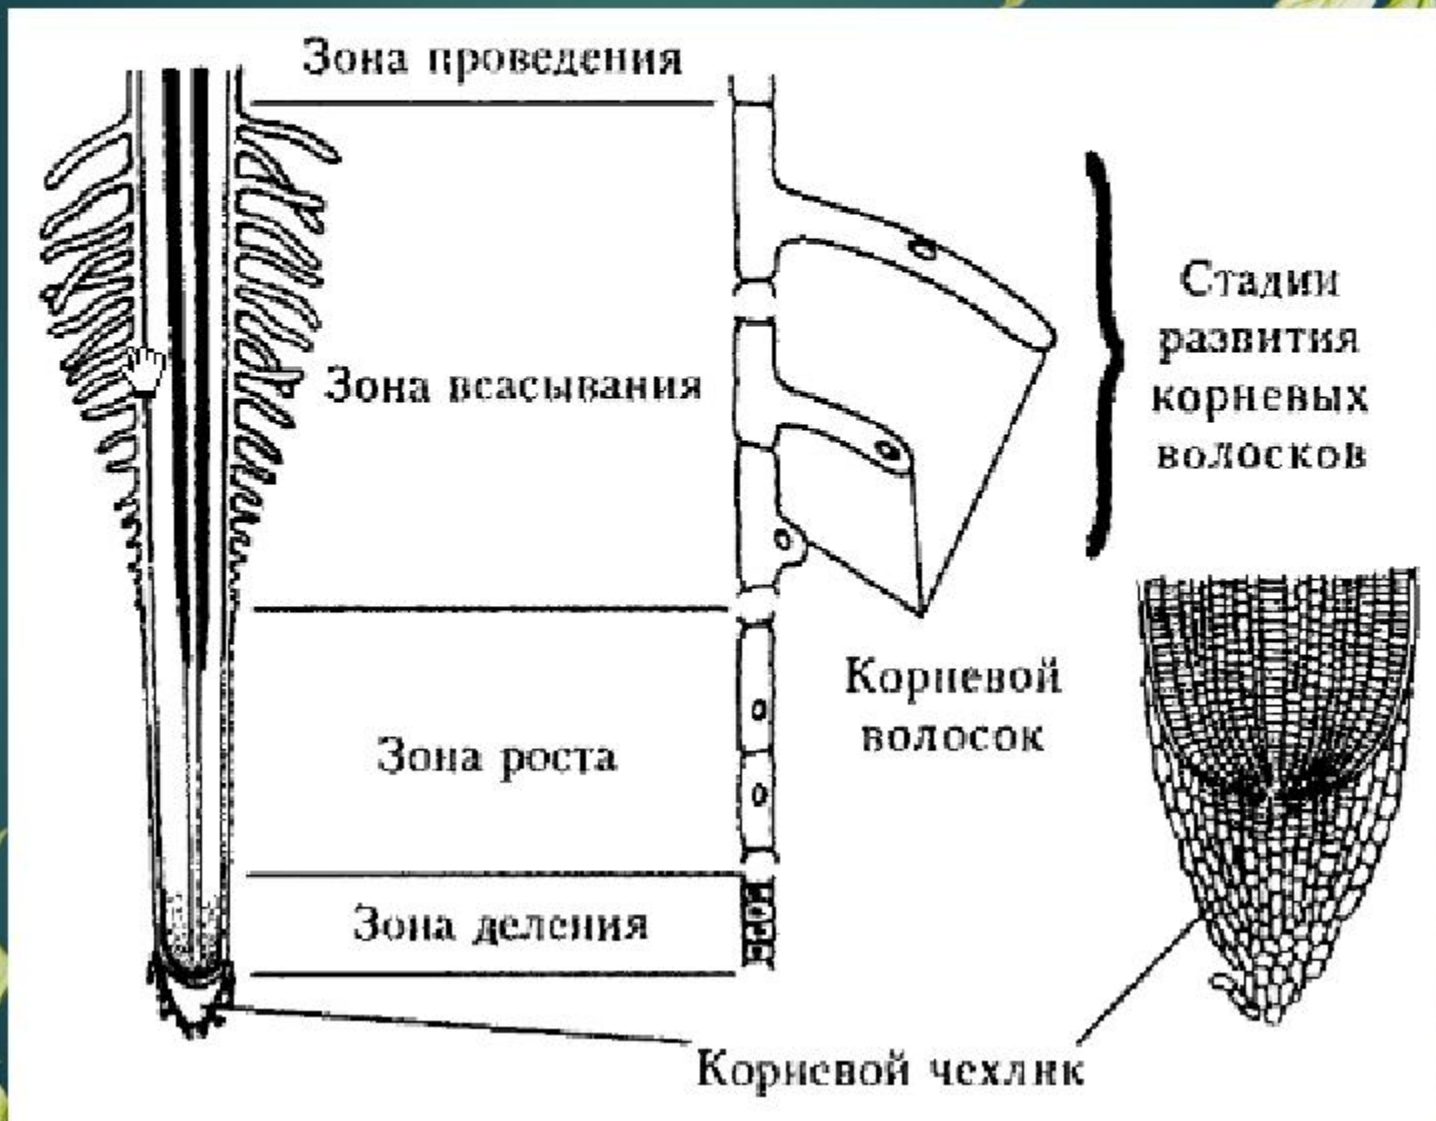 Зона проведения
Зона всасывания
Стадии
развития
корневых
волосков
Корневой
волосок
Зона роста
Зона деления
Корневой чехлик